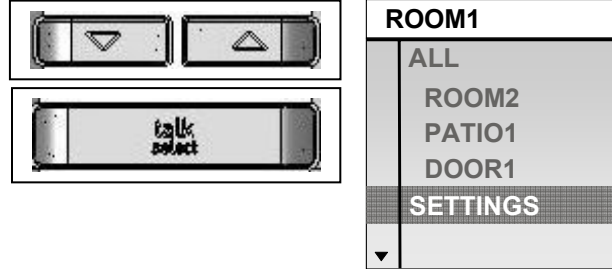 talk
select
ROOM1
ALL
ROOM2
PATIO1
DOOR1
SETTINGS